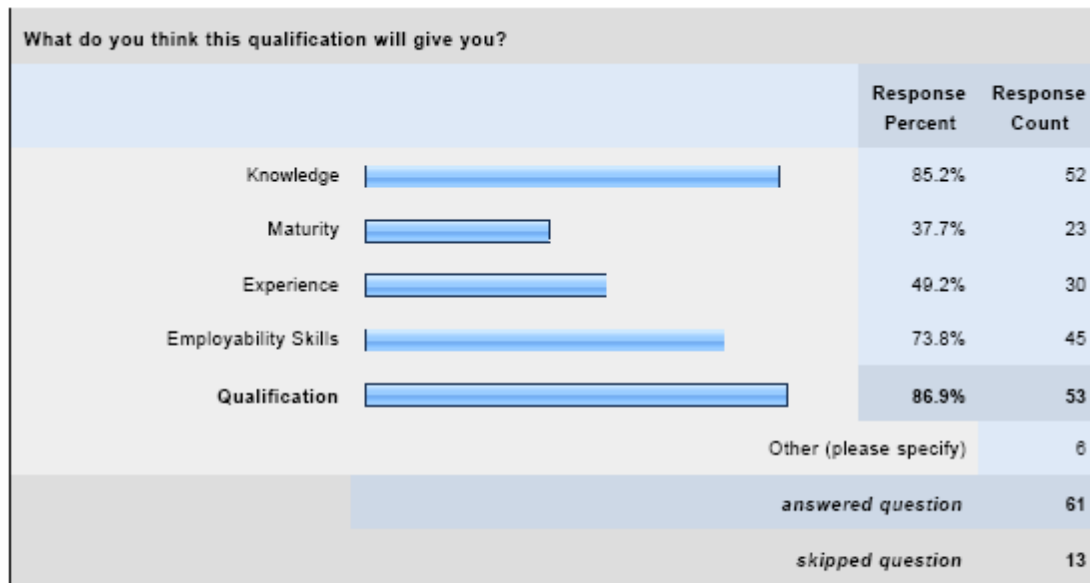 What do you think this qualification will give you?
Response Percent
Response Count
Knowledge 85.2% 52
Maturity 37.7% 23
Experience 49.2% 30
Employability Skills 73.8% 45
Qualification 86.9% 53
Other (please specify) 6
answered question 61
skipped question 13